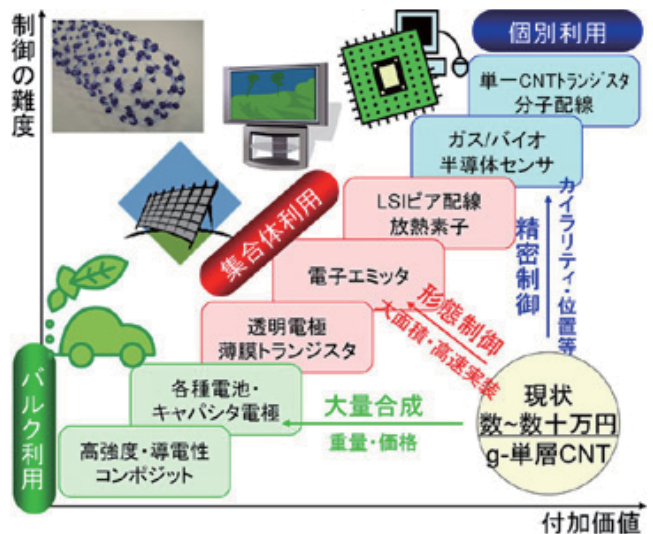 制御の難度
個別利用
単一CNTトランジスタ
分子配線
ガス/バイオ
半導体センサ
LSIビア配線
放熱素子
集合体利用
電子エミッタ
透明電極
薄膜トランジスタ
各種電池・
キャパシタ電極
高強度・導電性
コンポジット
バルク利用
大量合成
重量・価格
形態制御
大面積・高速実装
精密制御
カイラリティ・位置等
現状
数~数十万円
g-単層CNT
付加価値